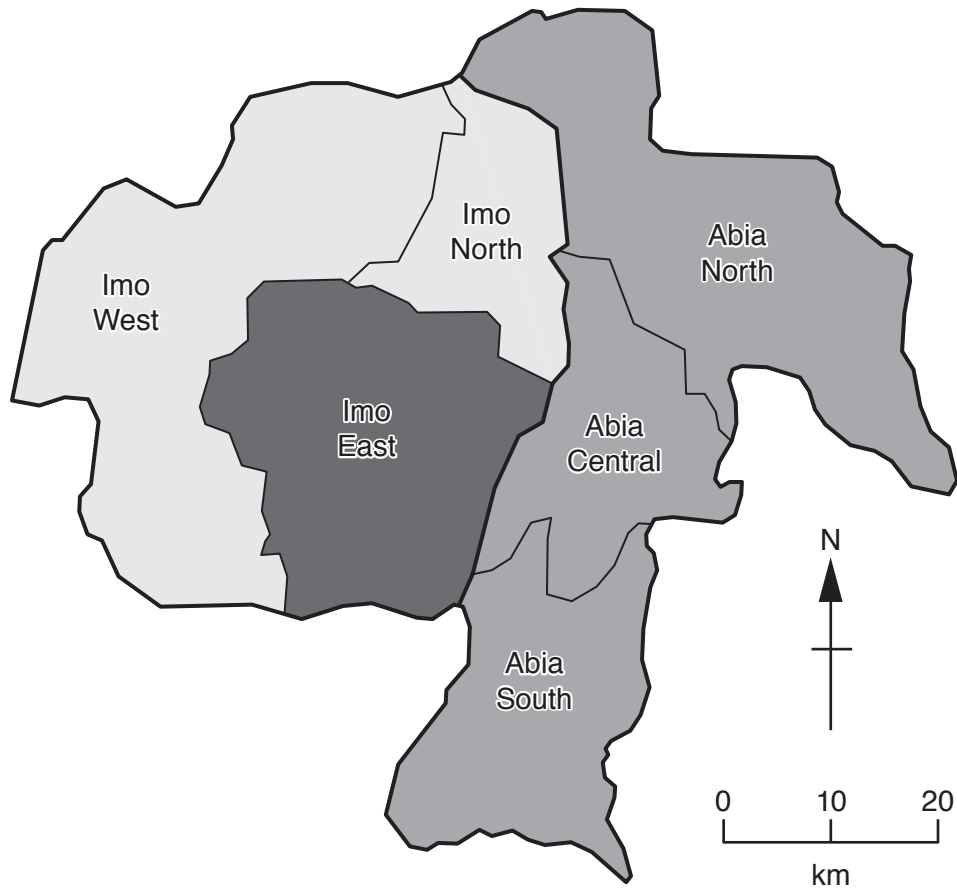 Imo
North
Abia
North
Imo
West
Imo
East
Abia
Central
N
Abia
South
0 10 20
km